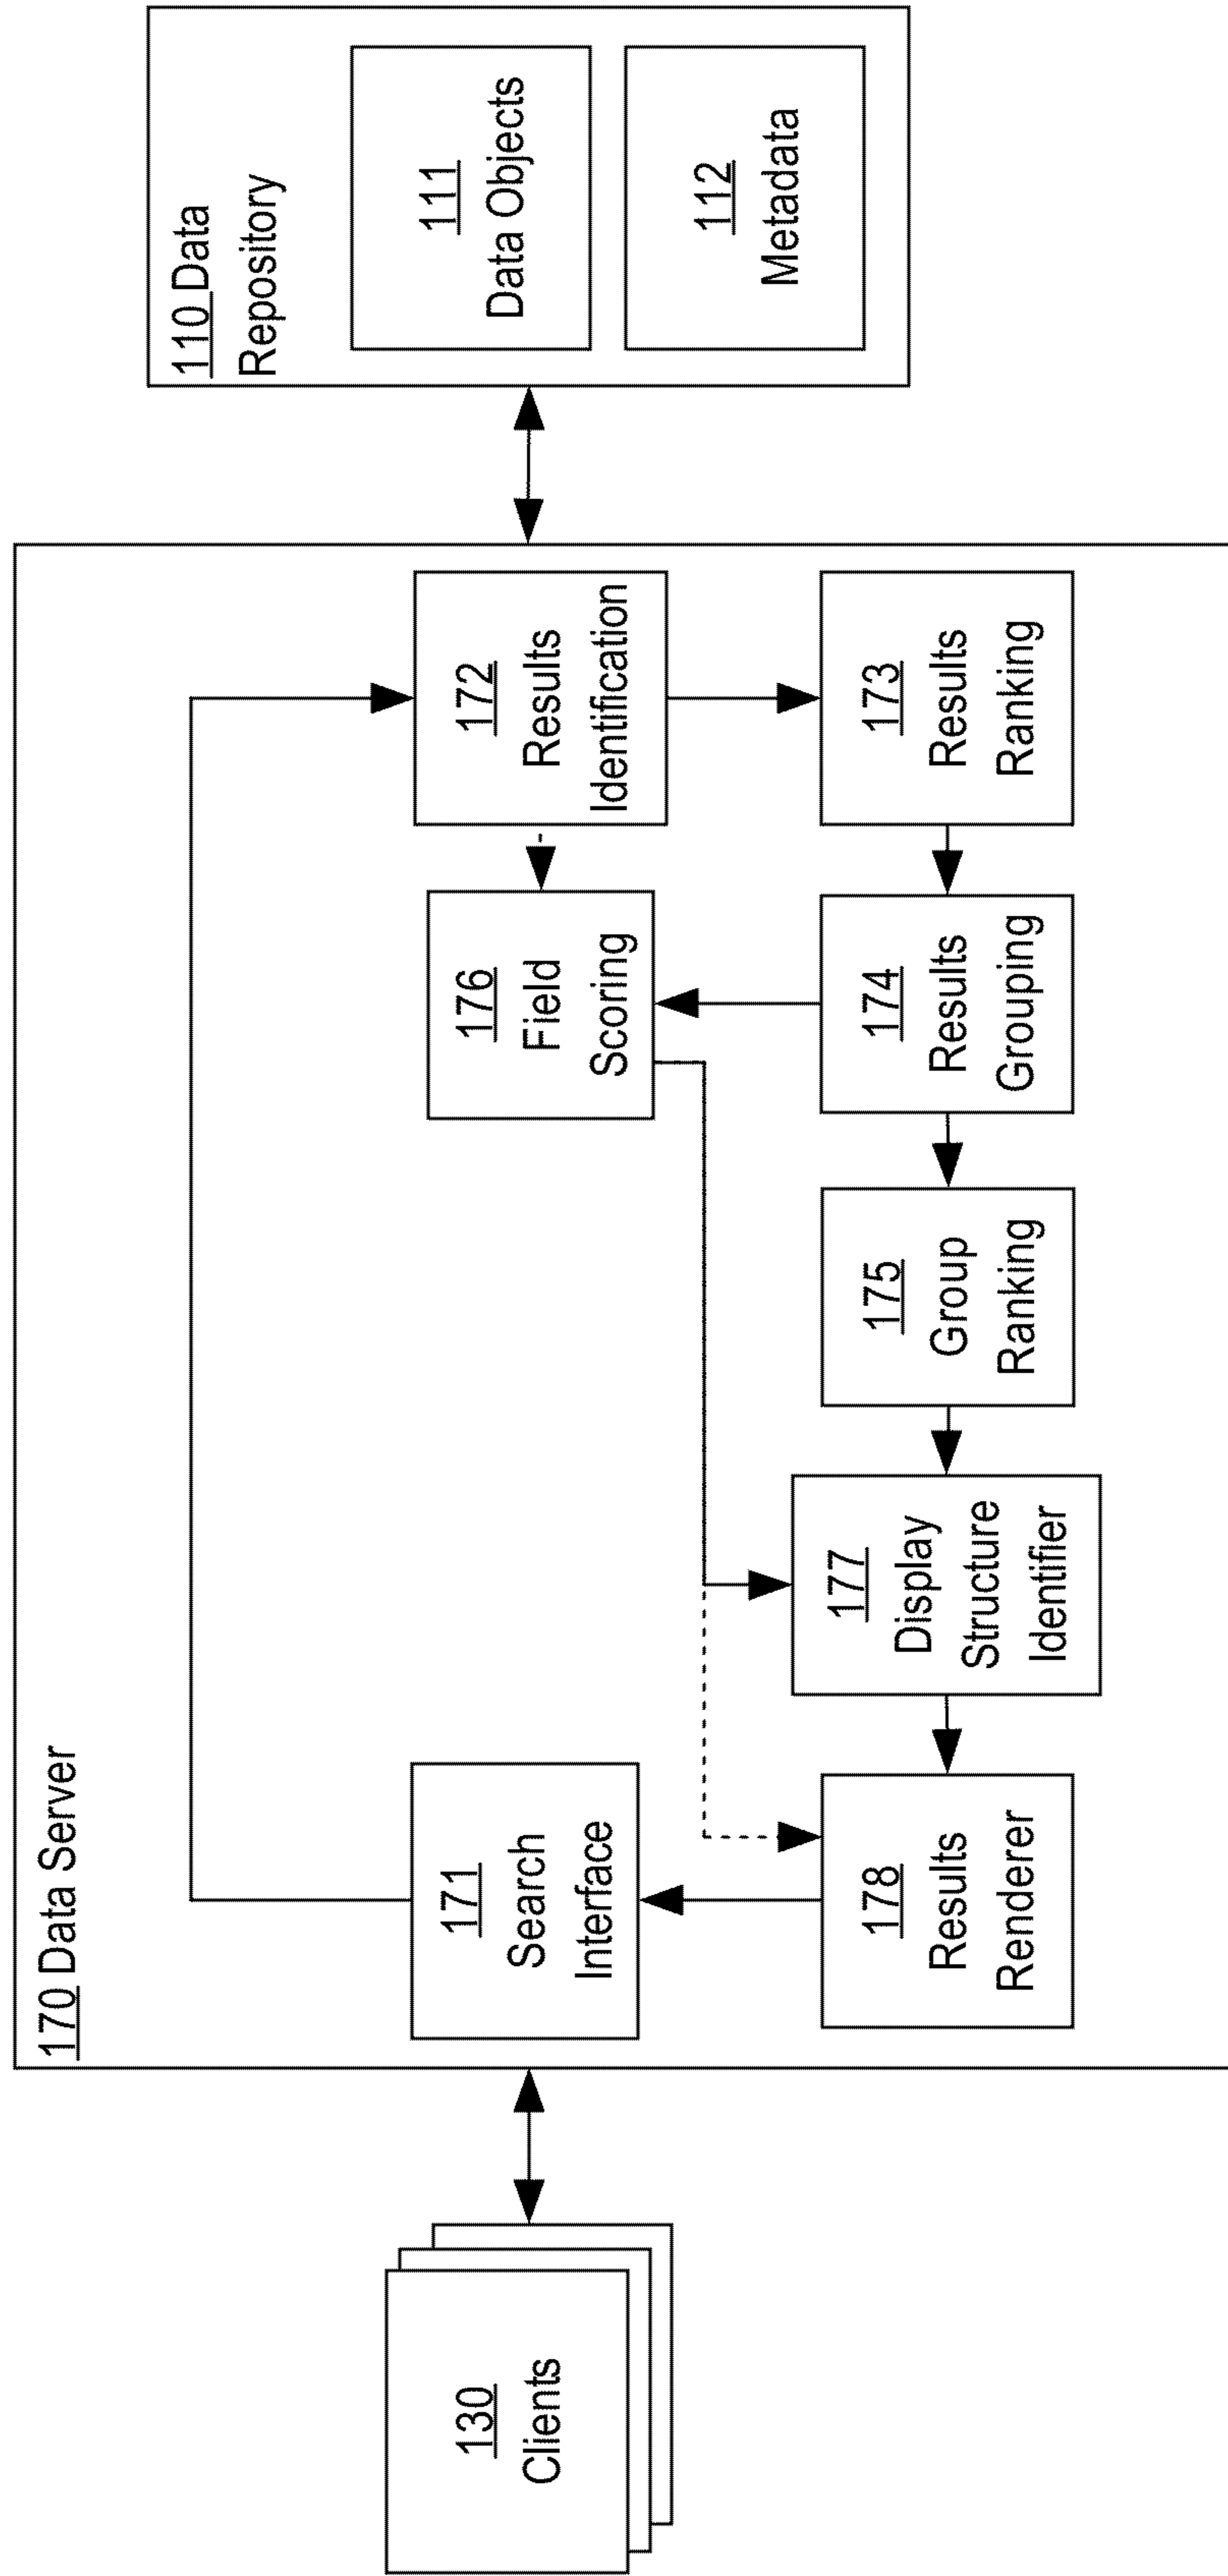 170 Data Server
110 Data
Repository
130
Clients
171
Search
Interface
172
Results
Identification
176
Field
Scoring
111
Data Objects
112
Metadata
178
Results
Renderer
177
Display
Structure
Identifier
175
Group
Ranking
174
Results
Grouping
173
Results
Ranking